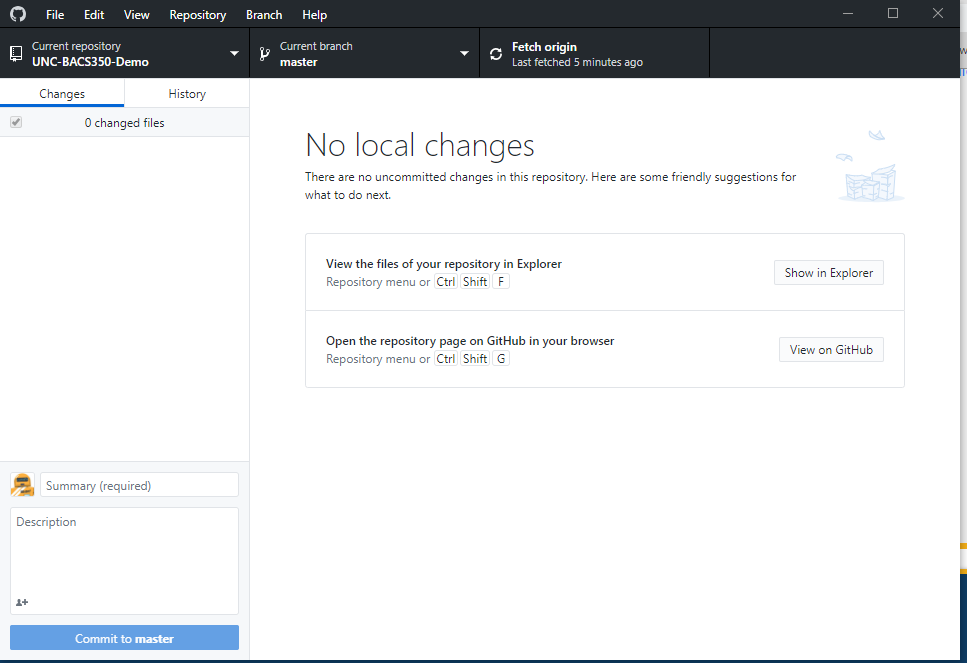 File Edit View Repository Branch Help
Current repository
UNC-BACS350-Demo
Current branch
master
Fetch origin
Last fetched 5 minutes ago
Changes History
0 changed files
No local changes
There are no uncommitted changes in this repository. Here are some friendly suggestions for
what to do next.
View the files of your repository in Explorer
Repository menu or Ctrl Shift F
Show in Explorer
Open the repository page on GitHub in your browser
Repository menu or Ctrl Shift G
View on GitHub
Summary (required)
Description
Commit to master